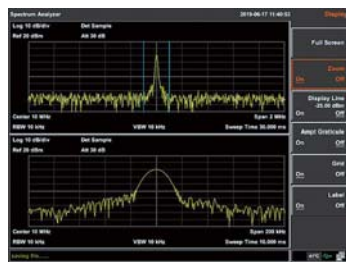 Spectrum Analyzer 2019-06-17 11:40:53 Display
Log 10 dB/div Det Sample
Ref 20 dBm Att 30 dB
Center 10 MHz Span 2 MHz
RBW 10 kHz VBW 10 kHz Sweep Time 30.000 ms
Log 10 dB/div Det Sample
Ref 20 dBm Att 30 dB
Center 10 MHz Span 200 kHz
RBW 10 kHz VBW 10 kHz Sweep Time 10.000 ms
saving file......
Full Screen
Zoom
On Off
Display Line
-25.00 dBm
On Off
Ampt Graticule
On Off
Grid
On Off
Label
On Off